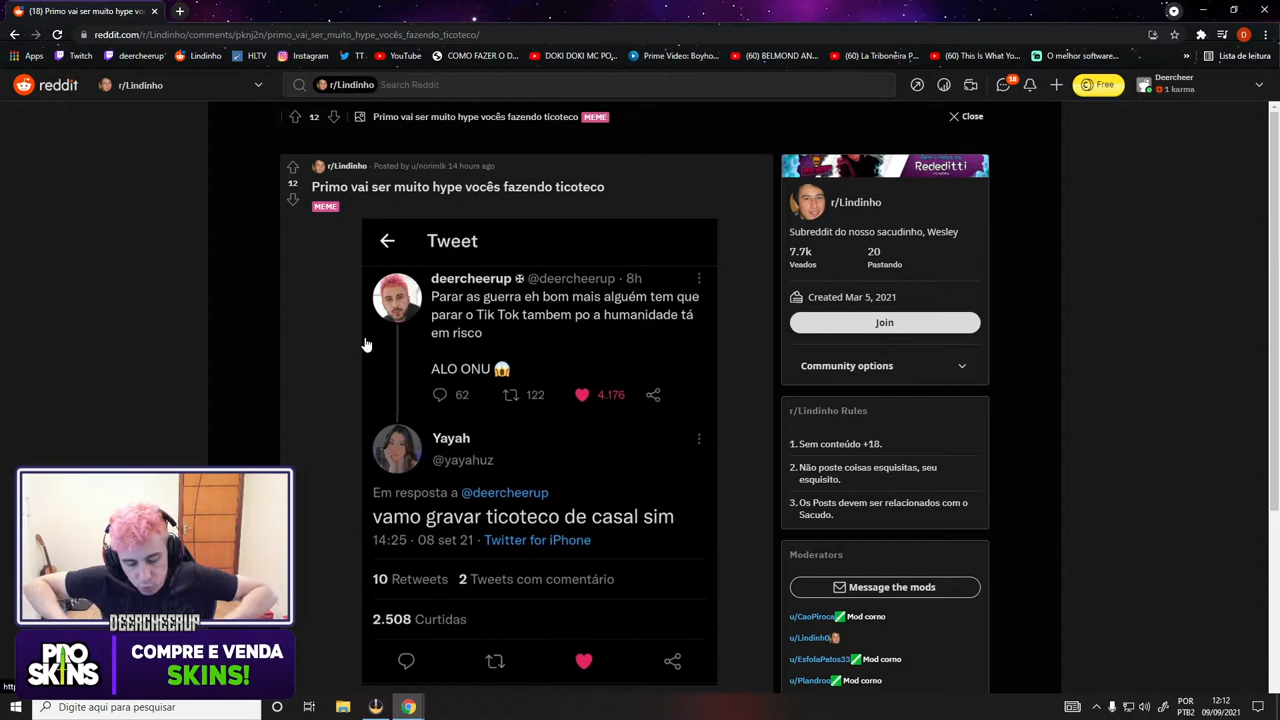 (18) Primo vai ser muito hype vo
reddit.com/r/Lindinho/comments/pknj2n/primo_vai_ser_muito_hype_vocês_fazendo_ticoteco/
Apps Twitch deercheerup' Lindinho HLTV Instagram YouTube COMO FAZER O D... DOKI DOKI MC PO... Prime Video: Boyho... (60) BELMOND AN... (60) La Tribonêira P... (60) This Is What You... O melhor software... Lista de leitura
reddit r/Lindinho r/Lindinho Search Reddit 18 Free Deercheer
1 karma
12 Primo vai ser muito hype vocês fazendo ticoteco MEME Close
r/Lindinho · Posted by u/norimlk 14 hours ago
12
Primo vai ser muito hype vocês fazendo ticoteco
MEME
Tweet
deercheerup ✠ @deercheerup · 8h
Parar as guerra eh bom mais alguém tem que
parar o Tik Tok tambem po a humanidade tá
em risco
ALO ONU 😱
62 122 4.176
Yayah
@yayahuz
Em resposta a @deercheerup
vamo gravar ticoteco de casal sim
14:25 · 08 set 21 · Twitter for iPhone
10 Retweets 2 Tweets com comentário
2.508 Curtidas
Rededitti
r/Lindinho
Subreddit do nosso sacudinho, Wesley
7.7k 20
Veados Pastando
Created Mar 5, 2021
Join
Community options
r/Lindinho Rules
1. Sem conteúdo +18.
2. Não poste coisas esquisitas, seu
esquisito.
3. Os Posts devem ser relacionados com o
Sacudo.
Moderators
Message the mods
u/CaoPiroca Mod corno
u/Lindinh0
u/EsfolaPatos33 Mod corno
u/Plandroo Mod corno
DEERCHEERUP
PRO
SKINS
COMPRE E VENDA
SKINS!
Digite aqui para pesquisar
POR
PTB2
12:12
09/09/2021